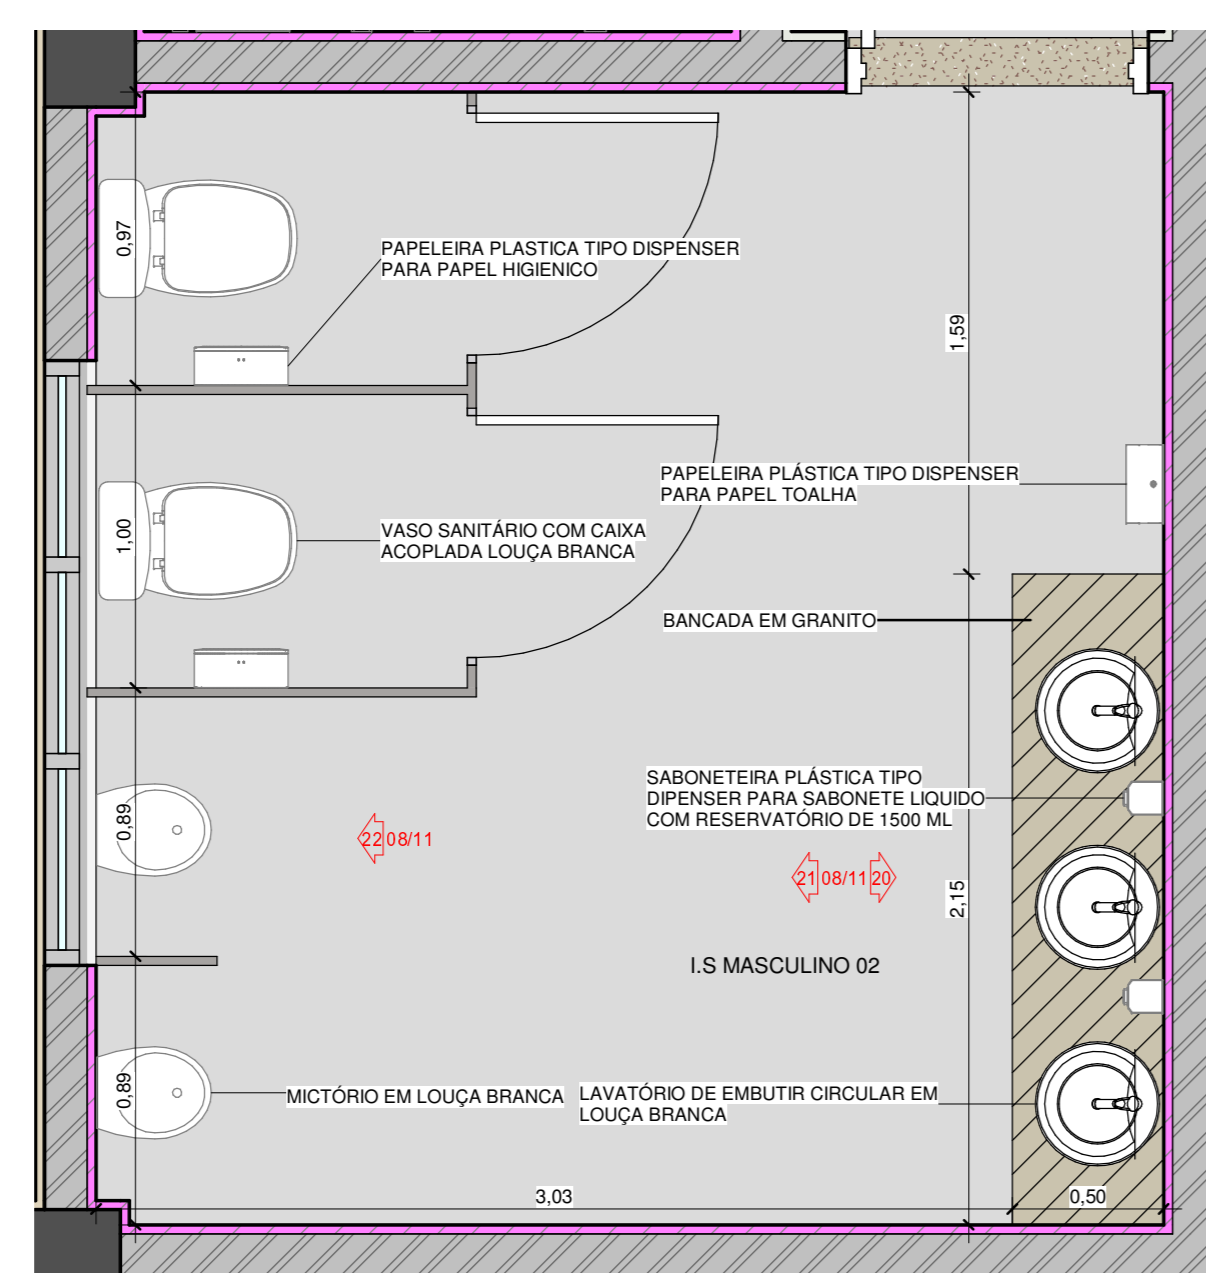 0,97
PAPELEIRA PLASTICA TIPO DISPENSER
PARA PAPEL HIGIENICO
1,59
PAPELEIRA PLÁSTICA TIPO DISPENSER
PARA PAPEL TOALHA
1,00
VASO SANITÁRIO COM CAIXA
ACOPLADA LOUÇA BRANCA
BANCADA EM GRANITO
SABONETEIRA PLÁSTICA TIPO
DIPENSER PARA SABONETE LIQUIDO
COM RESERVATÓRIO DE 1500 ML
0,89
22 08/11
21 08/11 20
2,15
I.S MASCULINO 02
0,89
MICTÓRIO EM LOUÇA BRANCA
LAVATÓRIO DE EMBUTIR CIRCULAR EM
LOUÇA BRANCA
3,03
0,50